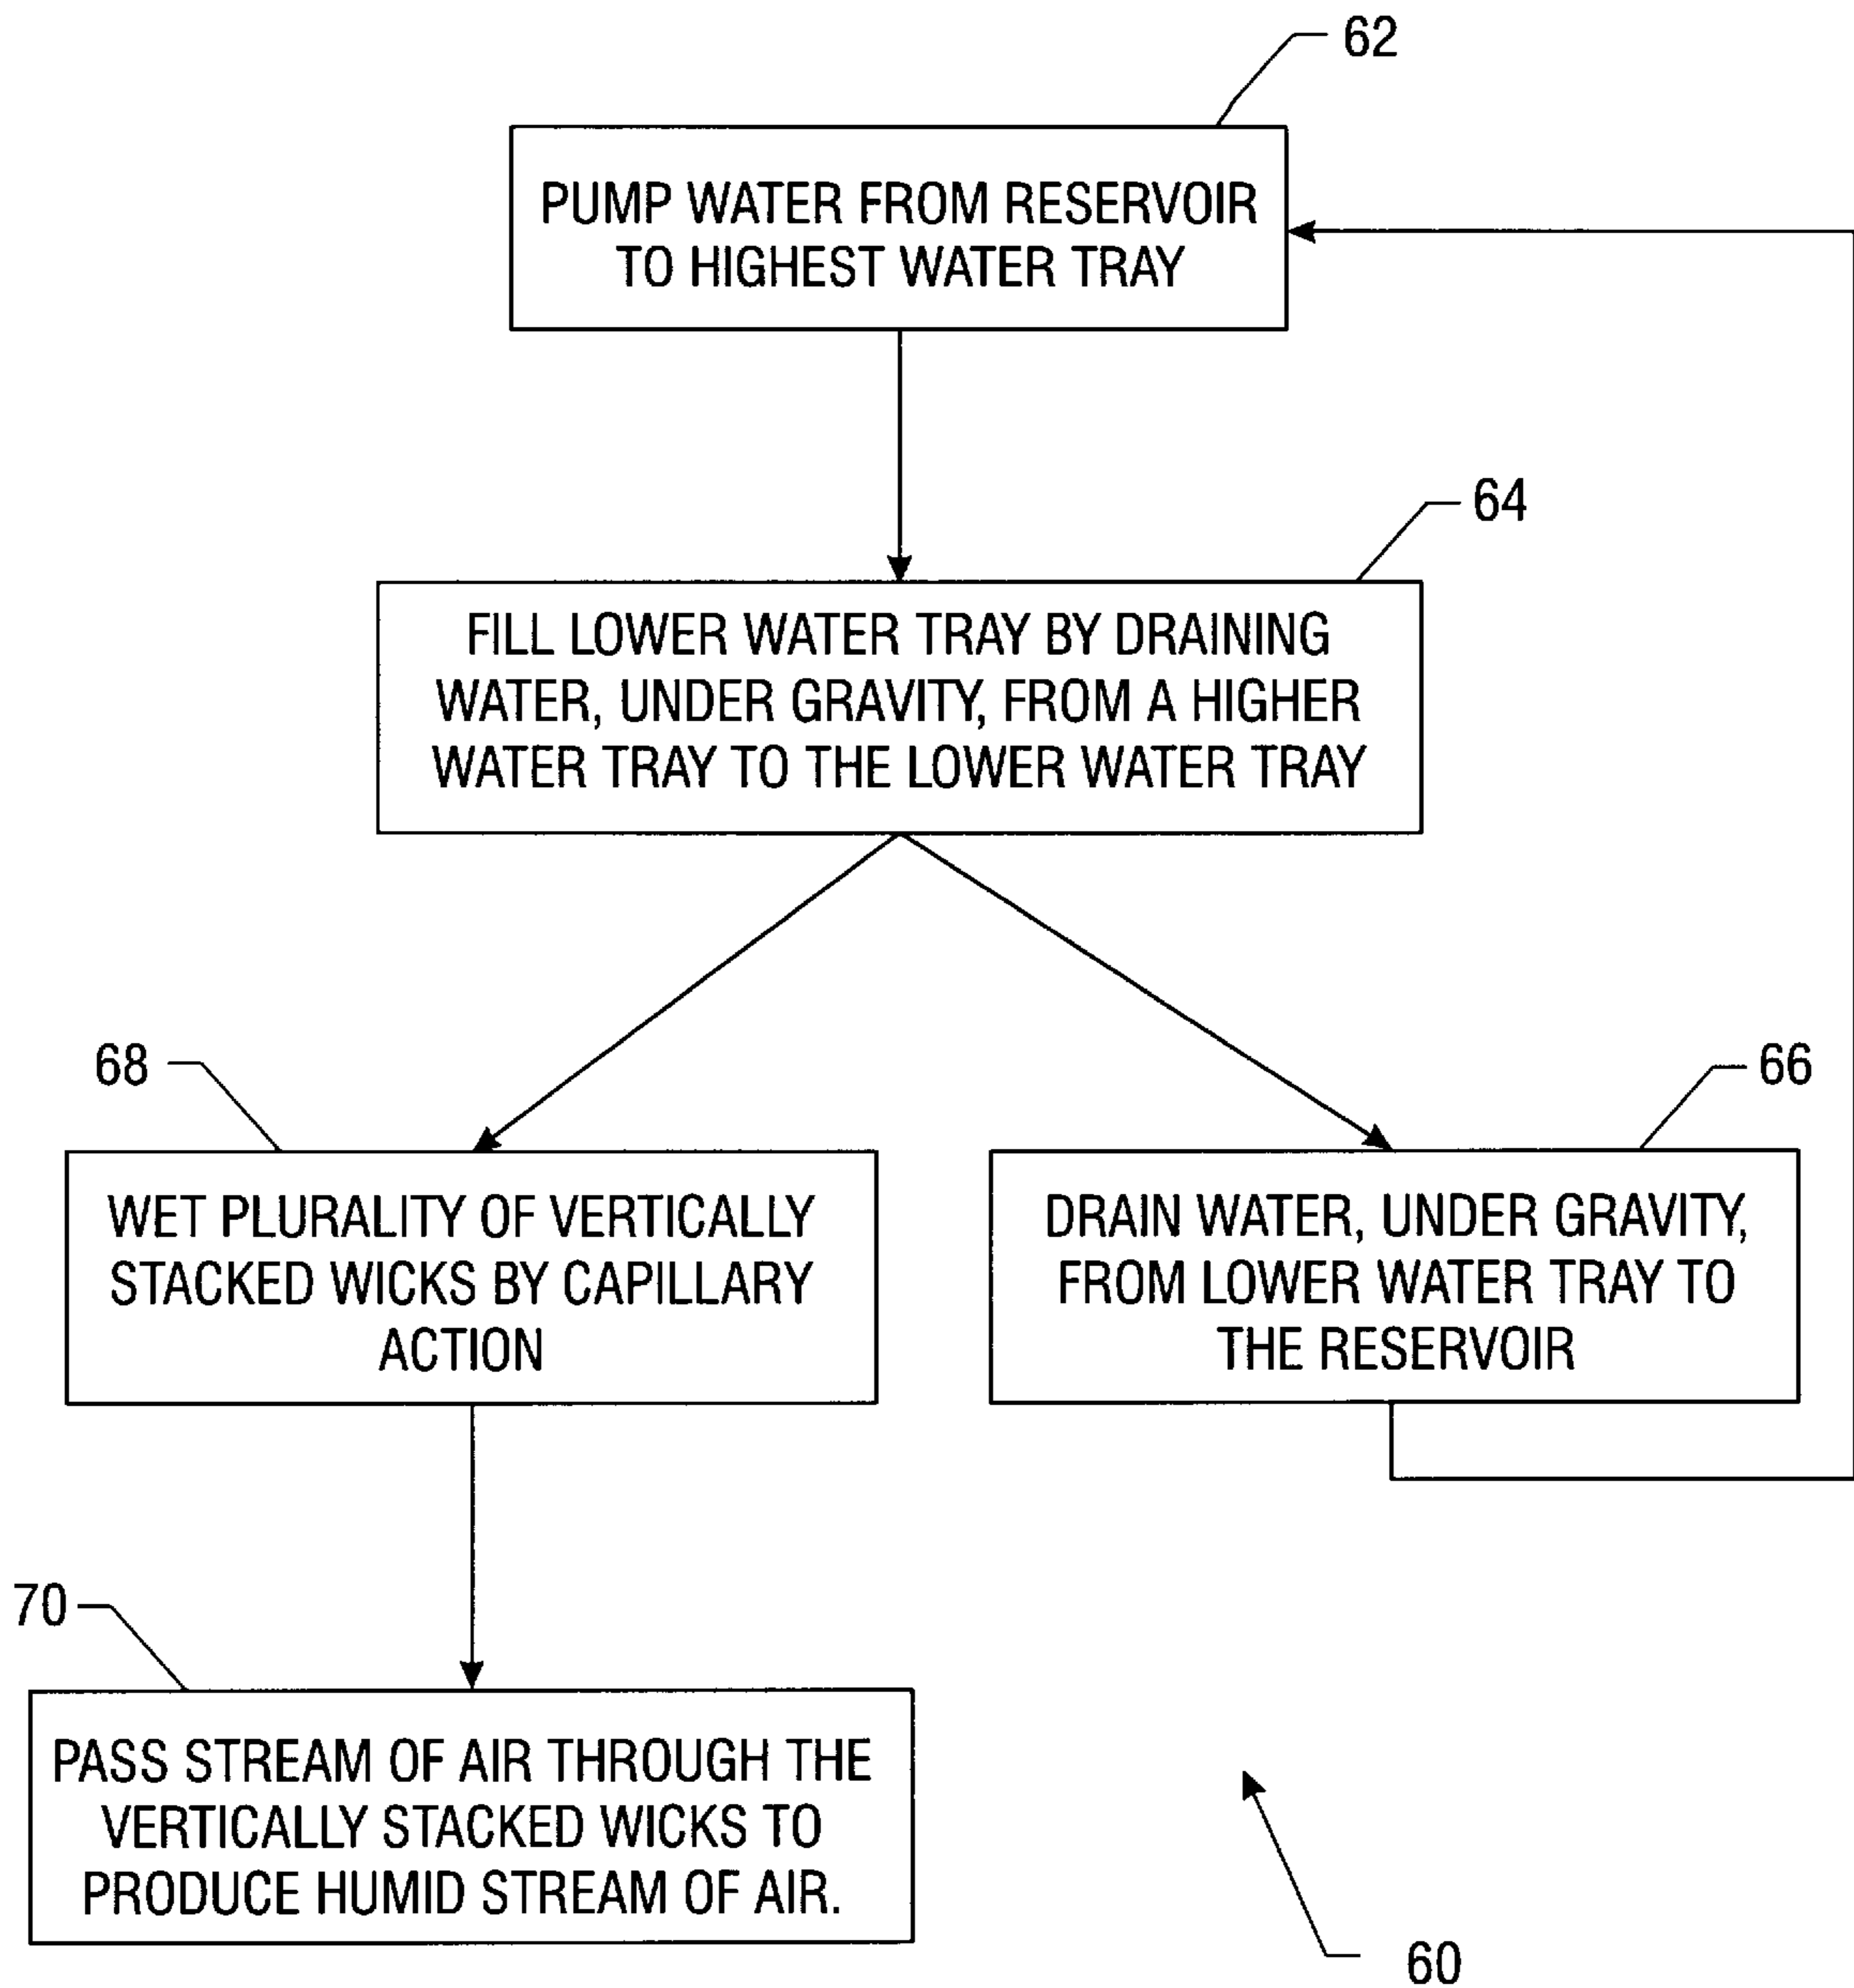 62
PUMP WATER FROM RESERVOIR
TO HIGHEST WATER TRAY
64
FILL LOWER WATER TRAY BY DRAINING
WATER, UNDER GRAVITY, FROM A HIGHER
WATER TRAY TO THE LOWER WATER TRAY
68
WET PLURALITY OF VERTICALLY
STACKED WICKS BY CAPILLARY
ACTION
66
DRAIN WATER, UNDER GRAVITY,
FROM LOWER WATER TRAY TO
THE RESERVOIR
70
PASS STREAM OF AIR THROUGH THE
VERTICALLY STACKED WICKS TO
PRODUCE HUMID STREAM OF AIR.
60